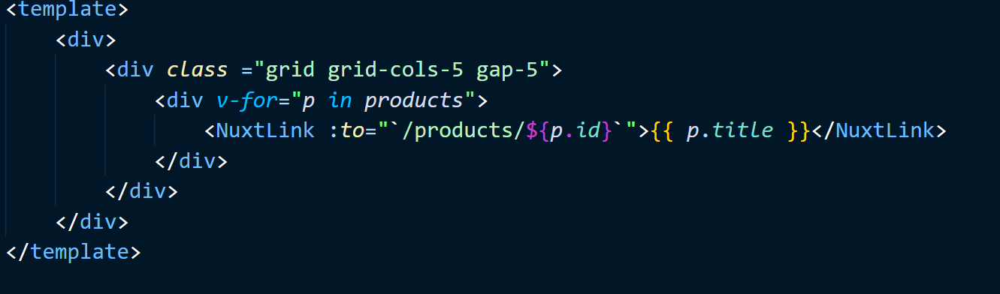 <template>
<div>
<div class ="grid grid-cols-5 gap-5">
<div v-for="p in products">
<NuxtLink :to="`/products/${p.id}`">{{ p.title }}</NuxtLink>
</div>
</div>
</div>
</template>